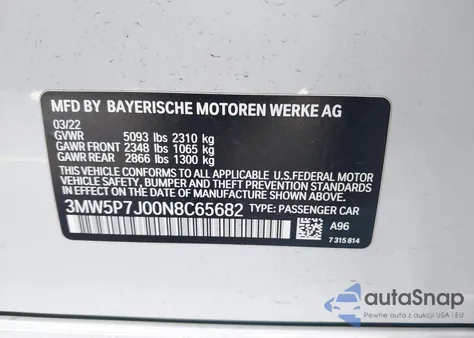 MFD BY BAYERISCHE MOTOREN WERKE AG
03/22
GVWR 5093 lbs 2310 kg
GAWR FRONT 2348 lbs 1065 kg
GAWR REAR 2866 lbs 1300 kg
THIS VEHICLE CONFORMS TO ALL APPLICABLE
U.S.FEDERAL MOTOR
VEHICLE SAFETY, BUMPER, AND THEFT PREVENTION
STANDARDS IN EFFECT ON THE DATE OF
MANUFACTURE SHOWN ABOVE.
3MW5P7J00N8C65682 TYPE: PASSENGER CAR
A96
7 315 814
autoSnap
Pewne auta z aukcji USA i EU